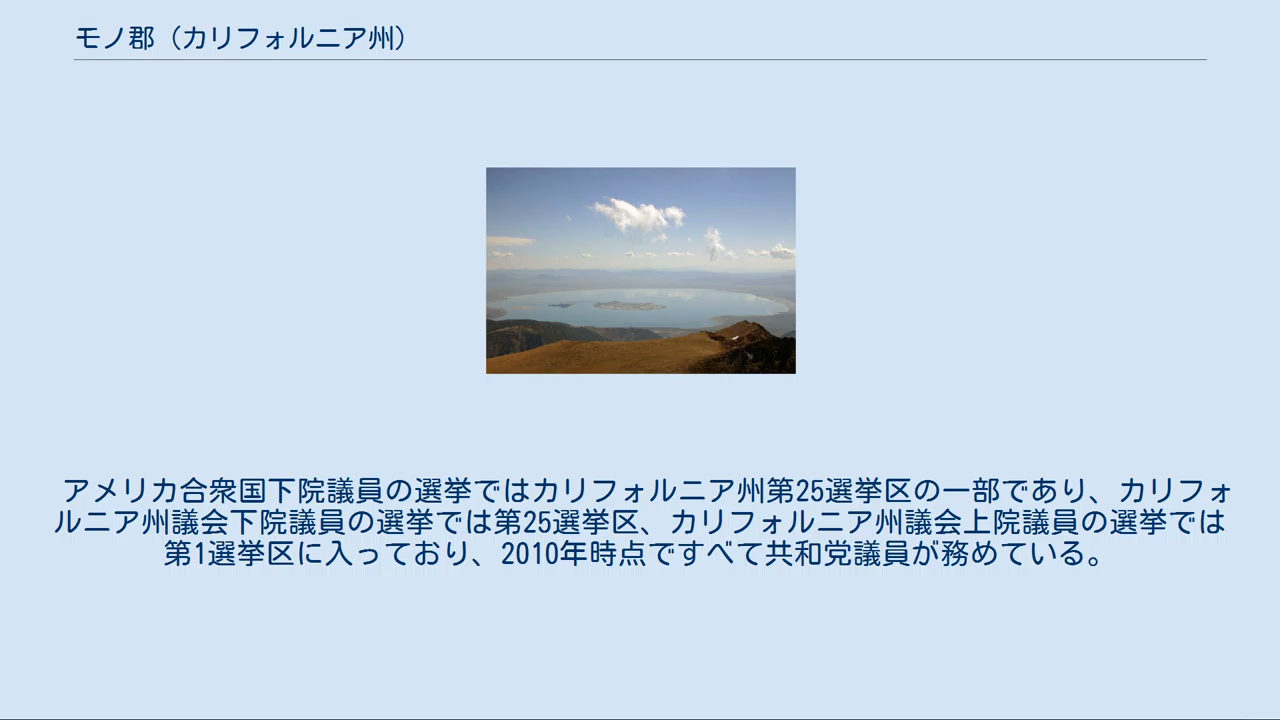 モノ郡（カリフォルニア州）
アメリカ合衆国下院議員の選挙ではカリフォルニア州第25選挙区の一部であり、カリフォ
ルニア州議会下院議員の選挙では第25選挙区、カリフォルニア州議会上院議員の選挙では
第1選挙区に入っており、2010年時点ですべて共和党議員が務めている。